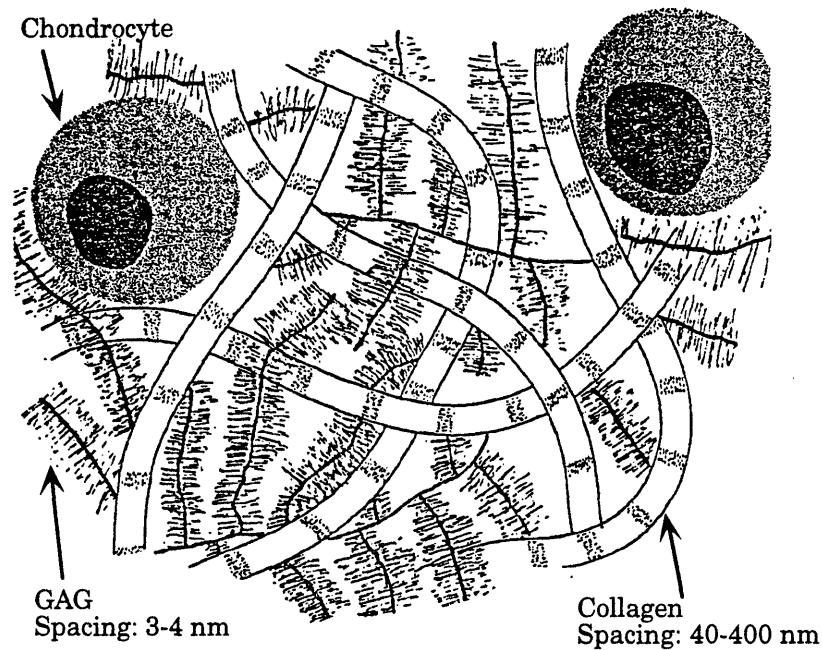 Chondrocyte
GAG
Spacing: 3-4 nm
Collagen
Spacing: 40-400 nm